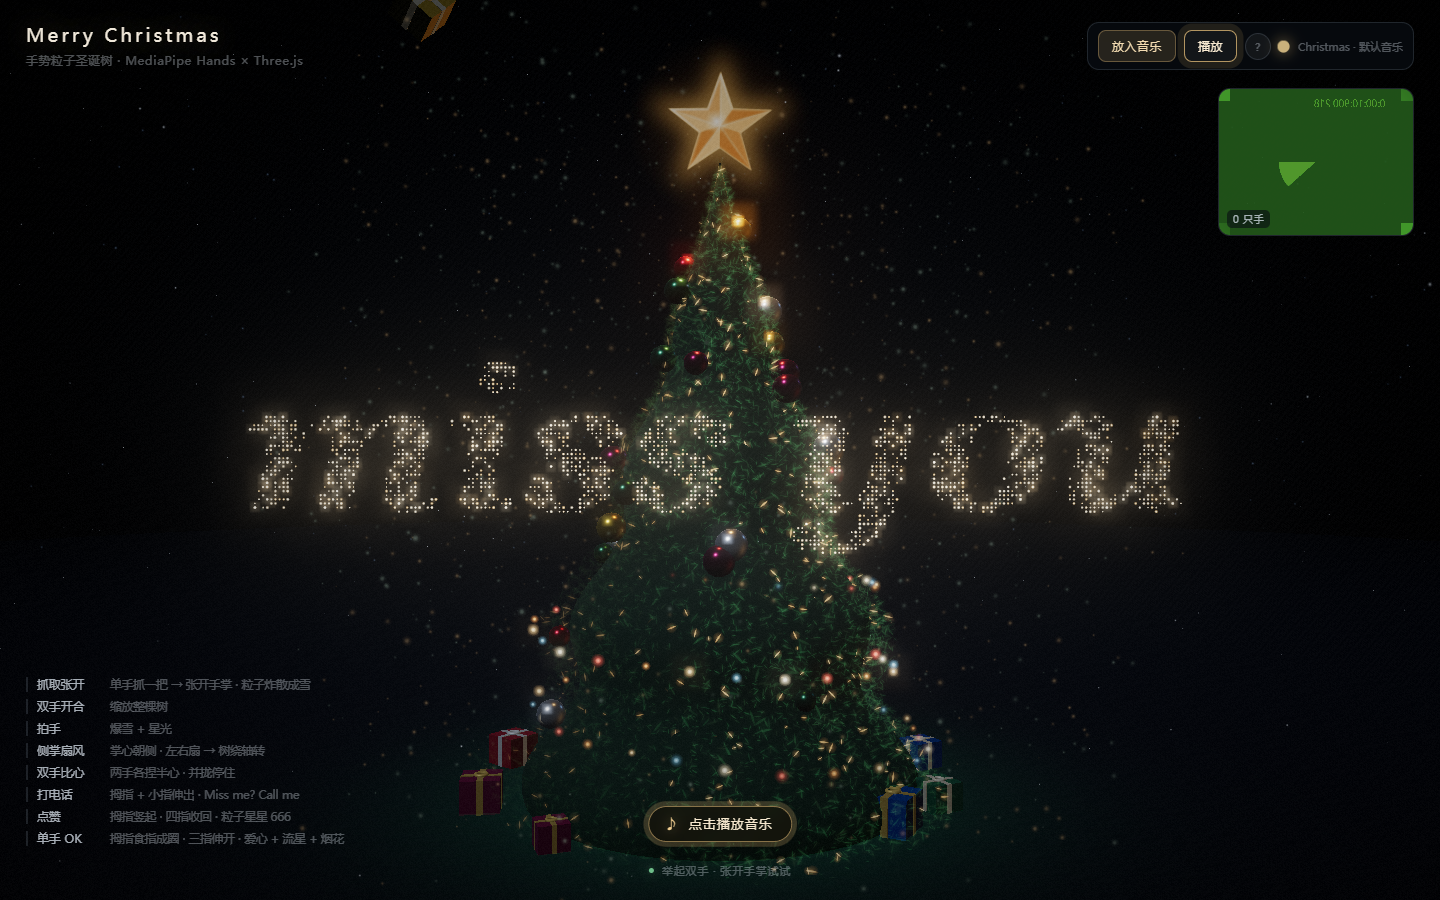 Merry Christmas
手势粒子圣诞树 · MediaPipe Hands × Three.js
放入音乐 播放 ? Christmas · 默认音乐
0 只手
miss you
抓取张开 单手抓一把 → 张开手掌 · 粒子炸散成雪
双手开合 缩放整棵树
拍手 爆雪 + 星光
侧掌扇风 掌心朝侧 · 左右扇 → 树绕轴转
双手比心 两手各捏半心 · 并拢停住
打电话 拇指 + 小指伸出 · Miss me? Call me
点赞 拇指竖起 · 四指收回 · 粒子星星 666
单手 OK 拇指食指成圈 · 三指伸开 · 爱心 + 流星 + 烟花
♪ 点击播放音乐
举起双手 · 张开手掌试试